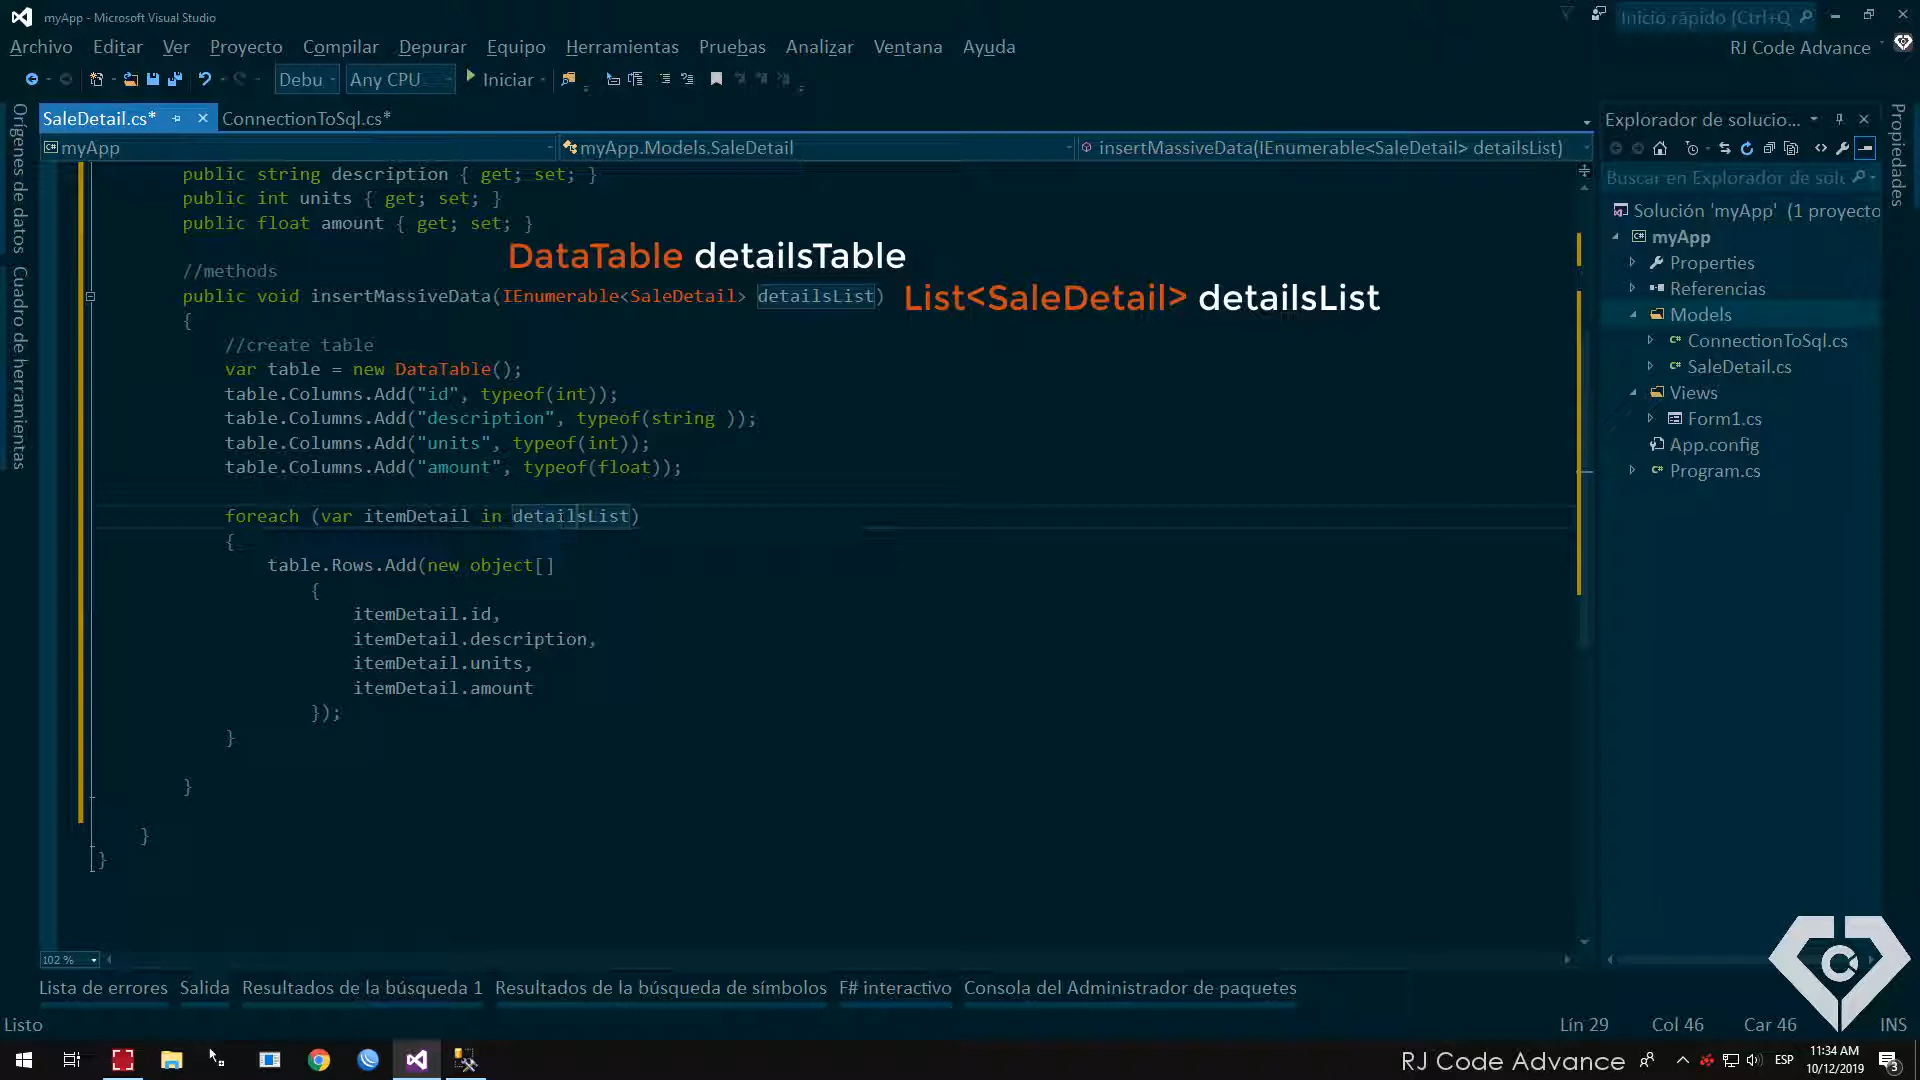 myApp - Microsoft Visual Studio
Inicio rápido (Ctrl+Q
Archivo Editar Ver Proyecto Compilar Depurar Equipo Herramientas Pruebas Analizar Ventana Ayuda
RJ Code Advance
Debu Any CPU Iniciar
SaleDetail.cs* ConnectionToSql.cs*
myApp myApp.Models.SaleDetail insertMassiveData(IEnumerable<SaleDetail> detailsList)
Orígenes de datos
Cuadro de herramientas
public string description { get; set; }
public int units { get; set; }
public float amount { get; set; }
DataTable detailsTable
//methods
public void insertMassiveData(IEnumerable<SaleDetail> detailsList)
List<SaleDetail> detailsList
{
//create table
var table = new DataTable();
table.Columns.Add("id", typeof(int));
table.Columns.Add("description", typeof(string ));
table.Columns.Add("units", typeof(int));
table.Columns.Add("amount", typeof(float));
foreach (var itemDetail in detailsList)
{
table.Rows.Add(new object[]
{
itemDetail.id,
itemDetail.description,
itemDetail.units,
itemDetail.amount
});
}
}
}
}
102 %
Explorador de solucio...
Buscar en Explorador de solu
Solución 'myApp' (1 proyecto
myApp
Properties
Referencias
Models
ConnectionToSql.cs
SaleDetail.cs
Views
Form1.cs
App.config
Program.cs
Propiedades
Lista de errores Salida Resultados de la búsqueda 1 Resultados de la búsqueda de símbolos F# interactivo Consola del Administrador de paquetes
Listo Lín 29 Col 46 Car 46 INS
RJ Code Advance
ESP
11:34 AM
10/12/2019
3